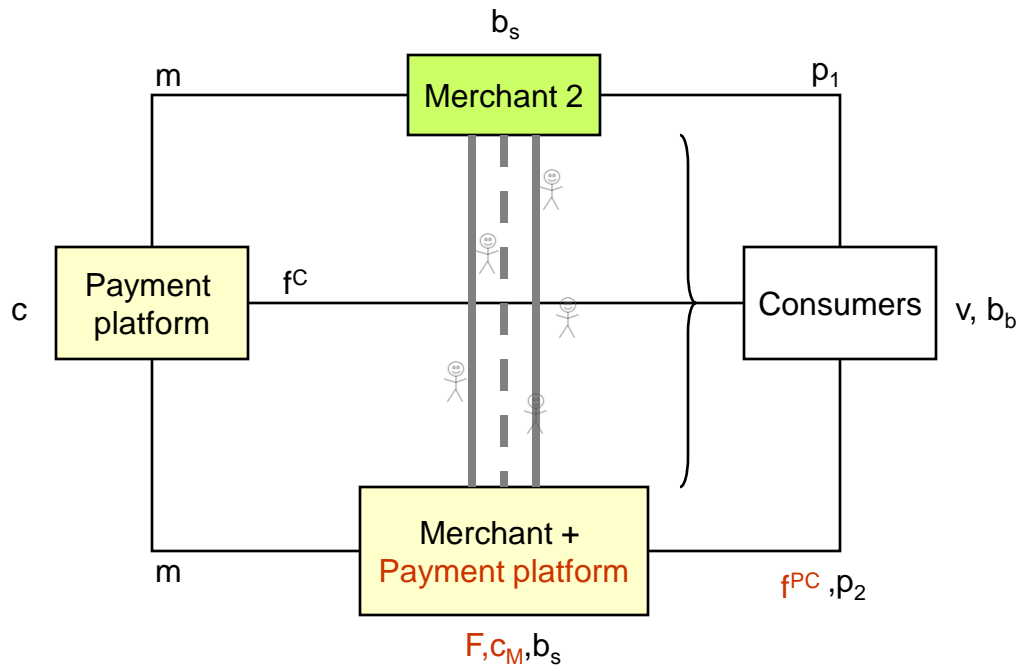 b_s
m
p_1
Merchant 2
Payment
platform
f^C
Consumers
c
v, b_b
Merchant +
Payment platform
m
f^PC ,p_2
F,c_M,b_s